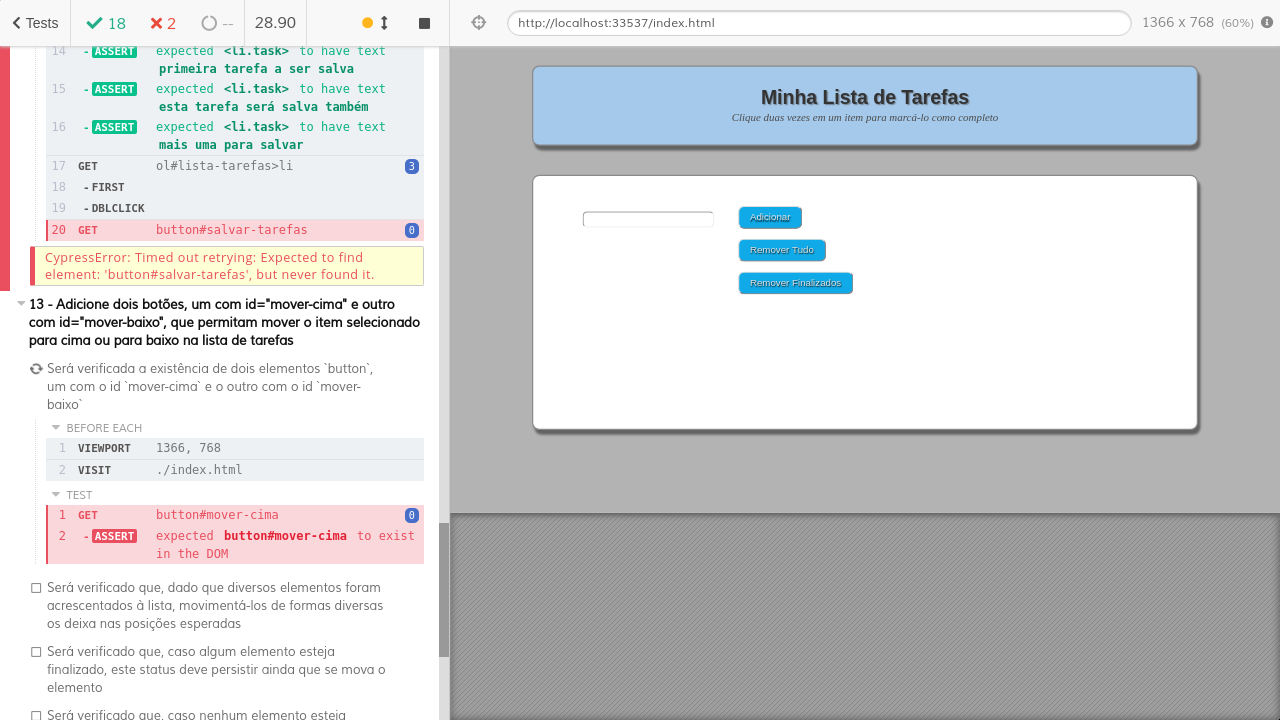 Tests
18
2
--
28.90
http://localhost:33537/index.html
1366 x 768 (60%)
14 - ASSERT expected <li.task> to have text
primeira tarefa a ser salva
15 - ASSERT expected <li.task> to have text
esta tarefa será salva também
16 - ASSERT expected <li.task> to have text
mais uma para salvar
17 GET ol#lista-tarefas>li 3
18 - FIRST
19 - DBLCLICK
20 GET button#salvar-tarefas 0
CypressError: Timed out retrying: Expected to find
element: 'button#salvar-tarefas', but never found it.
13 - Adicione dois botões, um com id="mover-cima" e outro
com id="mover-baixo", que permitam mover o item selecionado
para cima ou para baixo na lista de tarefas
Será verificada a existência de dois elementos `button`,
um com o id `mover-cima` e o outro com o id `mover-
baixo`
BEFORE EACH
1 VIEWPORT 1366, 768
2 VISIT ./index.html
TEST
1 GET button#mover-cima 0
2 - ASSERT expected button#mover-cima to exist
in the DOM
Será verificado que, dado que diversos elementos foram
acrescentados à lista, movimentá-los de formas diversas
os deixa nas posições esperadas
Será verificado que, caso algum elemento esteja
finalizado, este status deve persistir ainda que se mova o
elemento
Será verificado que, caso nenhum elemento esteja
Minha Lista de Tarefas
Clique duas vezes em um item para marcá-lo como completo
Adicionar
Remover Tudo
Remover Finalizados